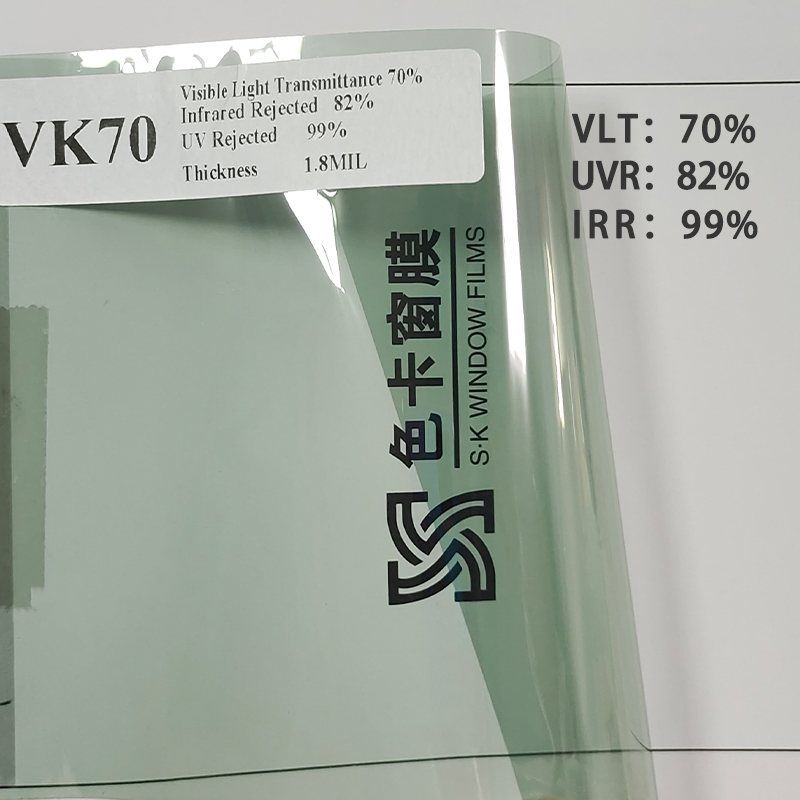 VK70
Visible Light Transmittance 70%
Infrared Rejected 82%
UV Rejected 99%
Thickness 1.8MIL
VLT: 70%
UVR: 82%
IRR: 99%
色卡窗膜
S·K WINDOW FILMS